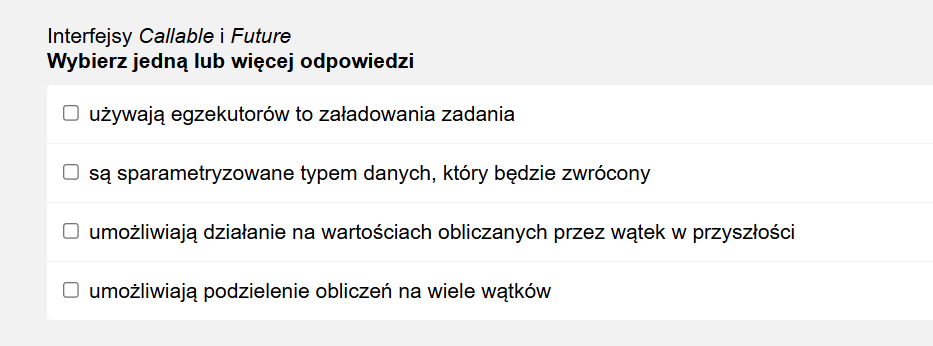 Interfejsy Callable i Future
Wybierz jedną lub więcej odpowiedzi
używają egzekutorów to załadowania zadania
są sparametryzowane typem danych, który będzie zwrócony
umożliwiają działanie na wartościach obliczanych przez wątek w przyszłości
umożliwiają podzielenie obliczeń na wiele wątków